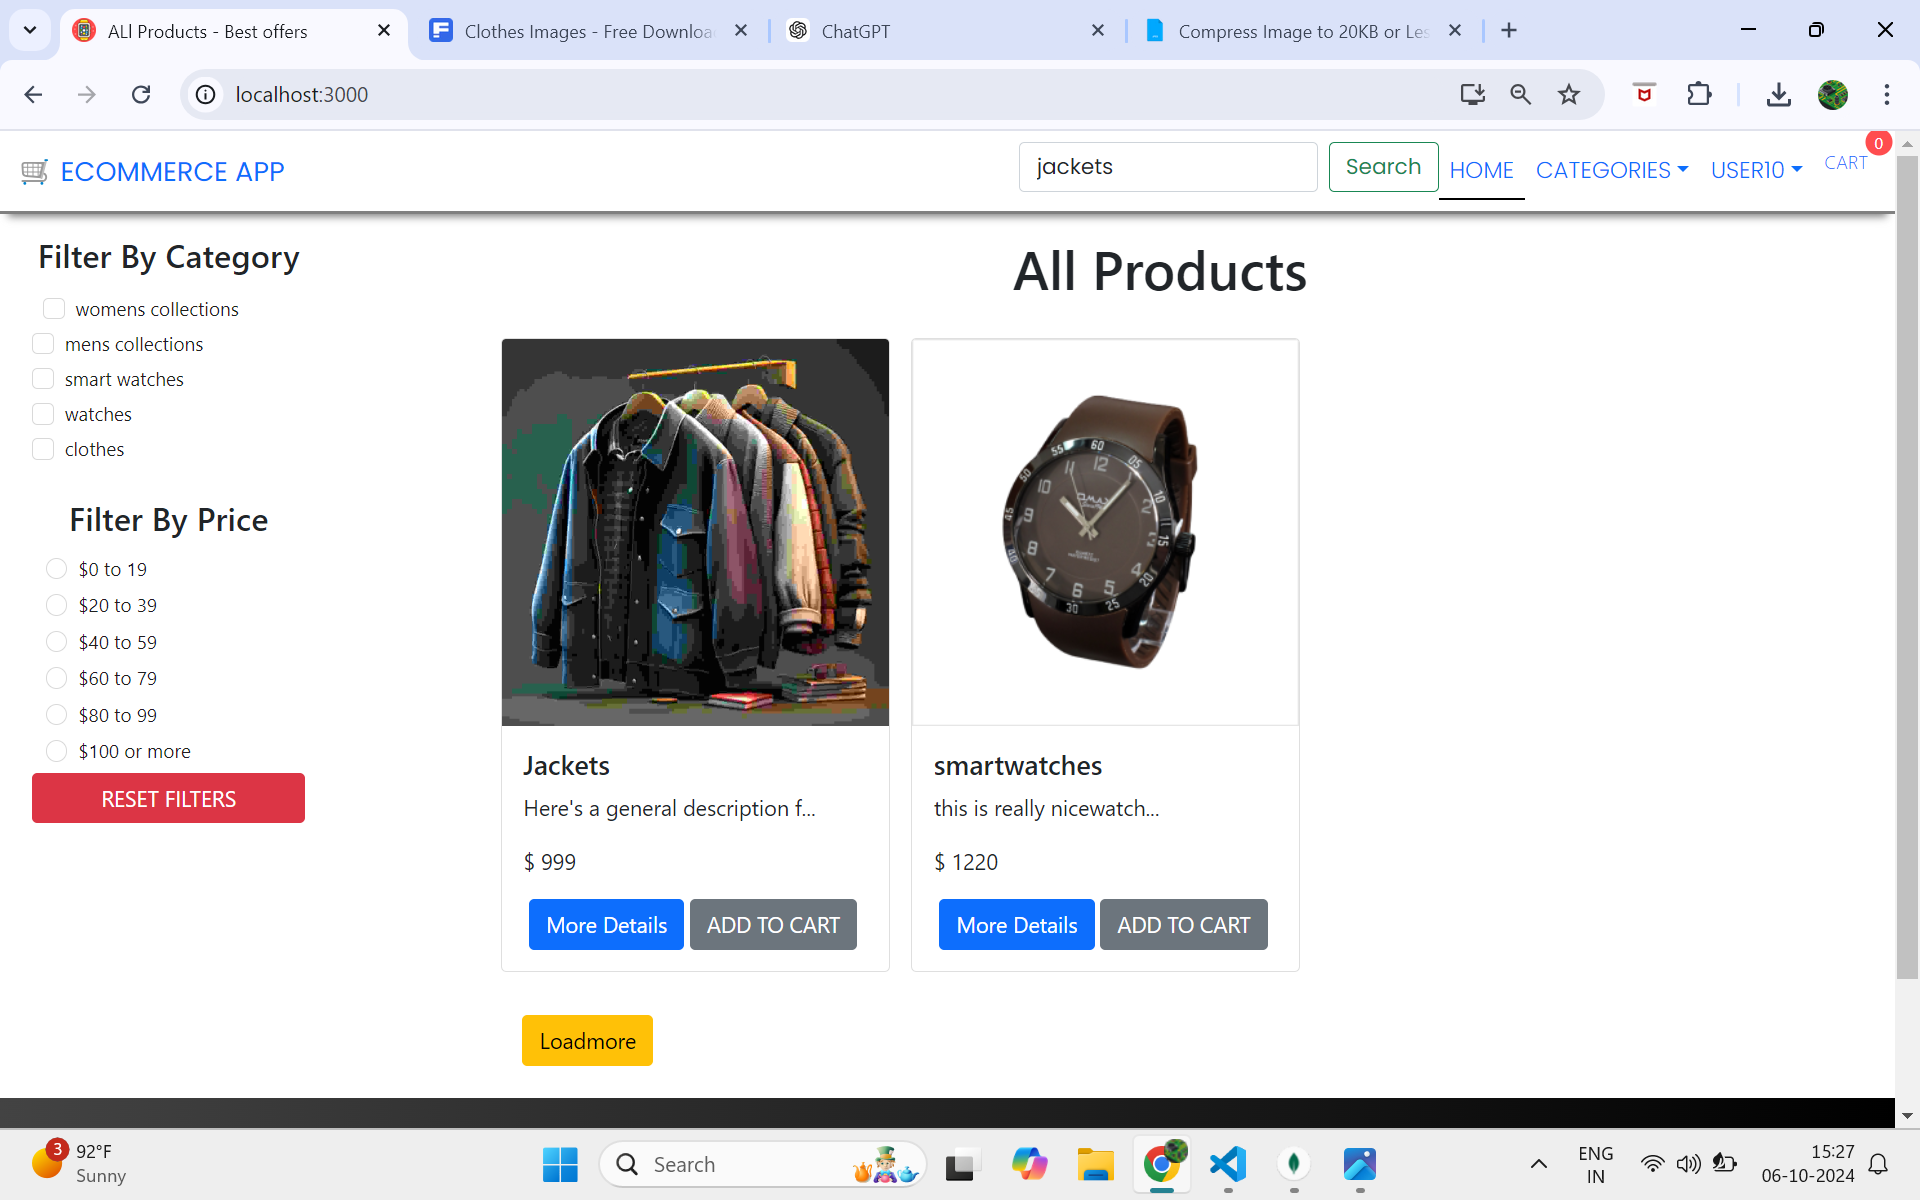 ALl Products - Best offers
Clothes Images - Free Downloa
ChatGPT
Compress Image to 20KB or Les
localhost:3000
ECOMMERCE APP
jackets
Search
HOME
CATEGORIES
USER10
CART
0
Filter By Category
womens collections
mens collections
smart watches
watches
clothes
Filter By Price
$0 to 19
$20 to 39
$40 to 59
$60 to 79
$80 to 99
$100 or more
RESET FILTERS
All Products
Jackets
Here's a general description f...
$ 999
More Details
ADD TO CART
smartwatches
this is really nicewatch...
$ 1220
More Details
ADD TO CART
Loadmore
3
92°F
Sunny
Search
ENG
IN
15:27
06-10-2024